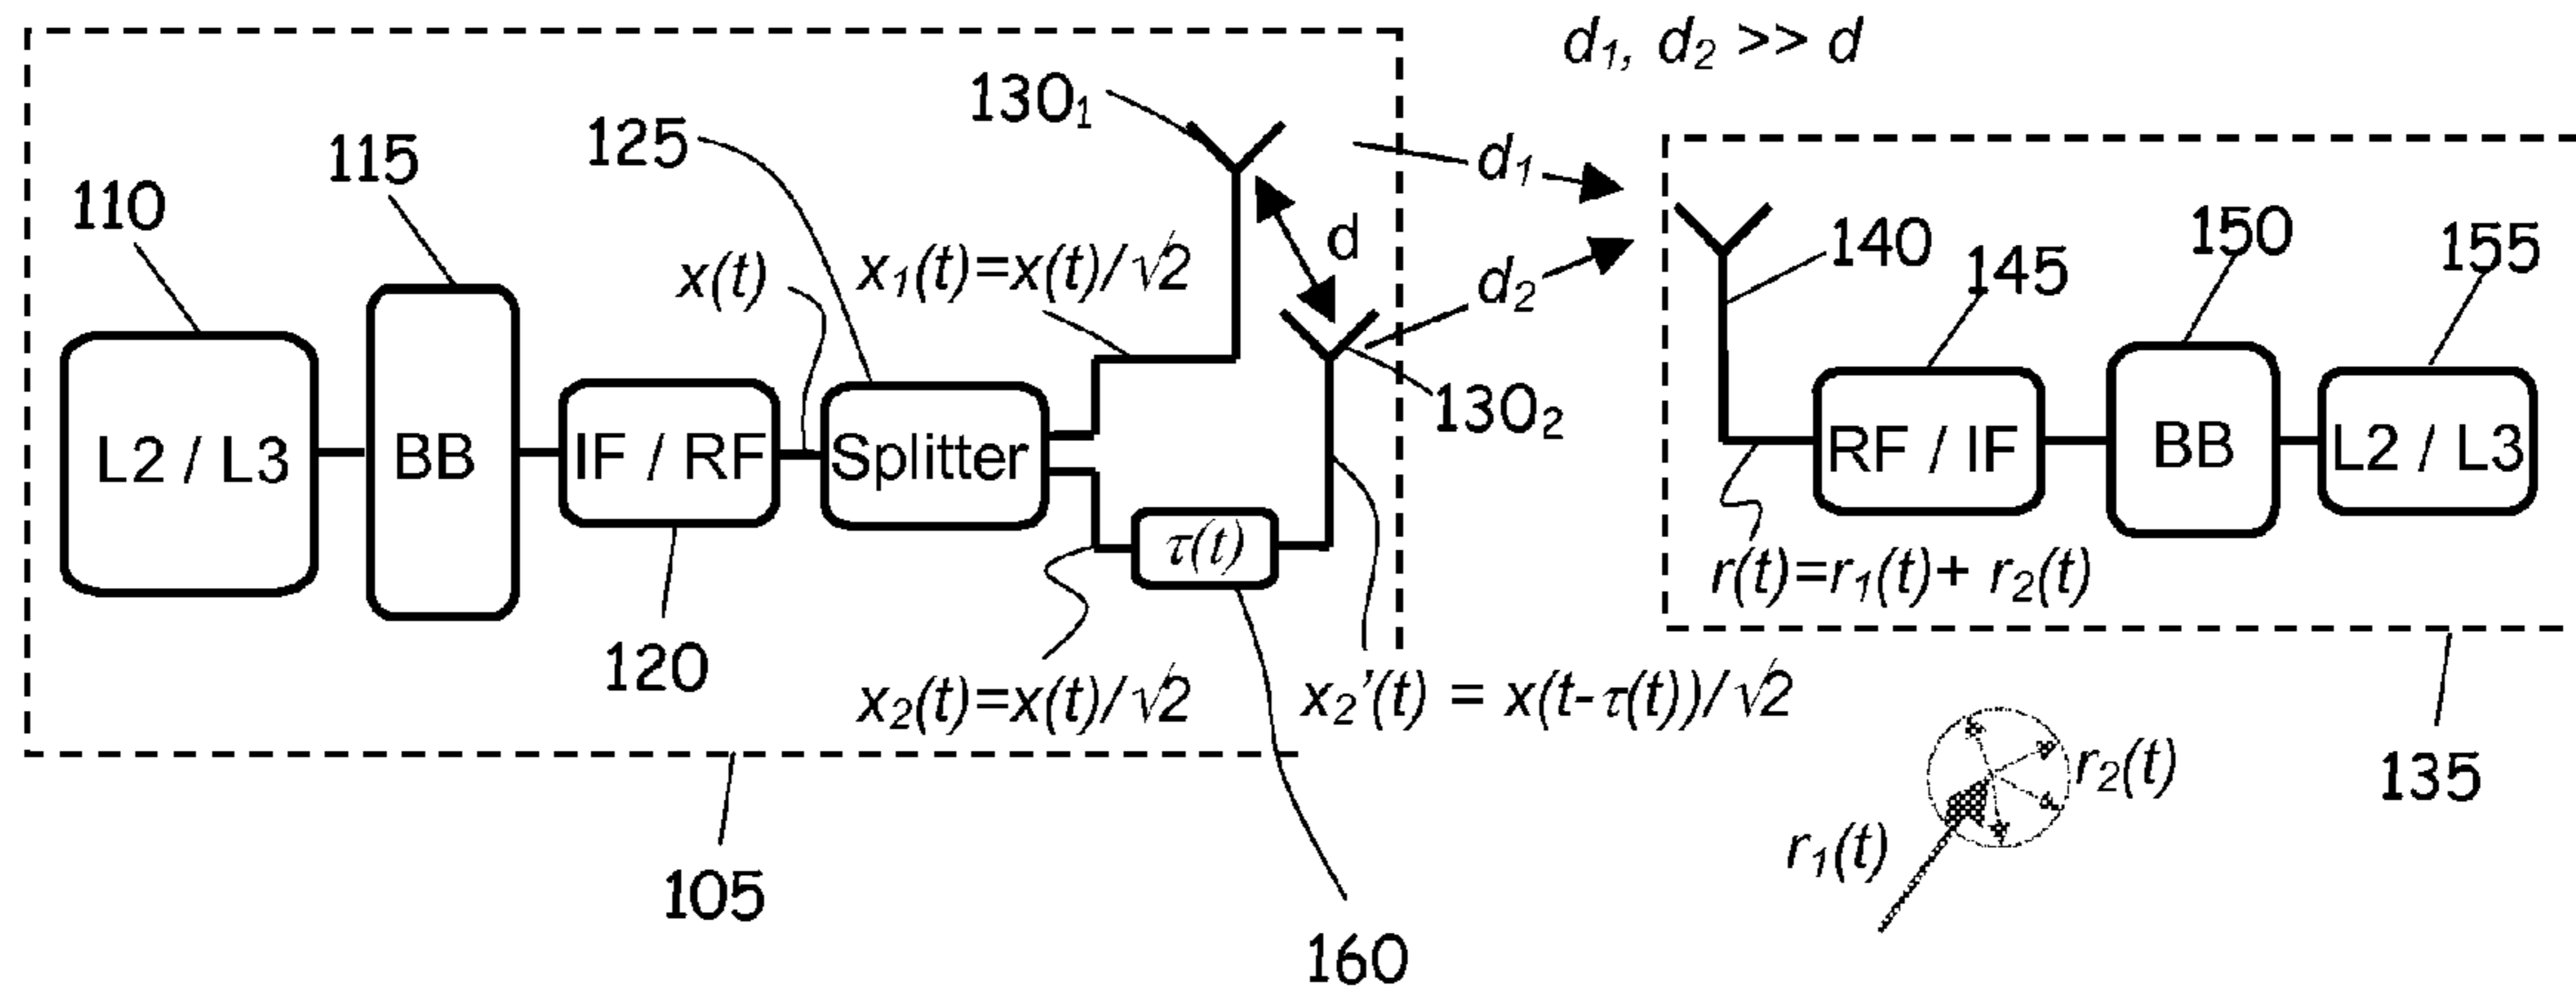 d1, d2 >> d
130₁
125
115
110
d1
140
150
155
145
d
x(t)
x1(t)=x(t)/√2
d2
130₂
L2 / L3
BB
IF / RF
Splitter
RF / IF
BB
L2 / L3
τ(t)
r(t)=r1(t)+ r2(t)
120
x2(t)=x(t)/√2
x2’(t) = x(t-τ(t))/√2
r2(t)
135
r1(t)
105
160